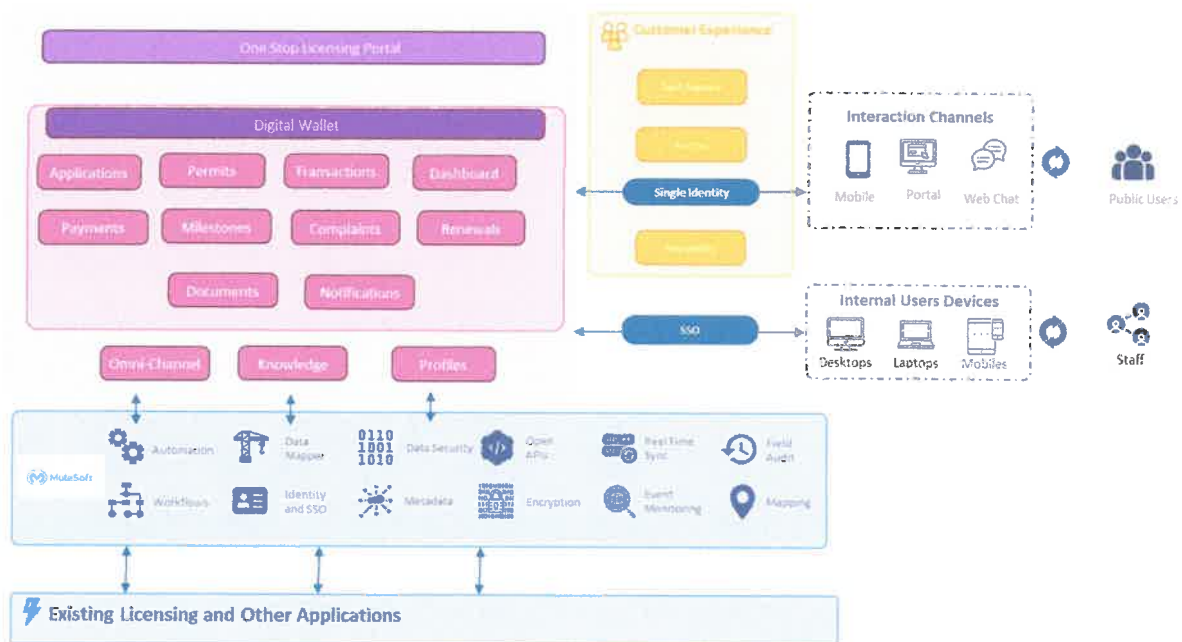 One Stop Licensing Portal
Customer Experience
Digital Wallet
Applications
Permits
Transactions
Dashboard
Payments
Milestones
Complaints
Renewals
Documents
Notifications
Omni-Channel
Knowledge
Profiles
Single Identity
SSO
Interaction Channels
Mobile
Portal
Web Chat
Public Users
Internal Users Devices
Desktops
Laptops
Mobiles
Staff
MuleSoft
Automation
Data
Mapper
0110
1001
1010
Data Security
Open
APIs
Real Time
Sync
Field
Audit
Workflows
Identity
and SSO
Metadata
Encryption
Event
Monitoring
Mapping
Existing Licensing and Other Applications